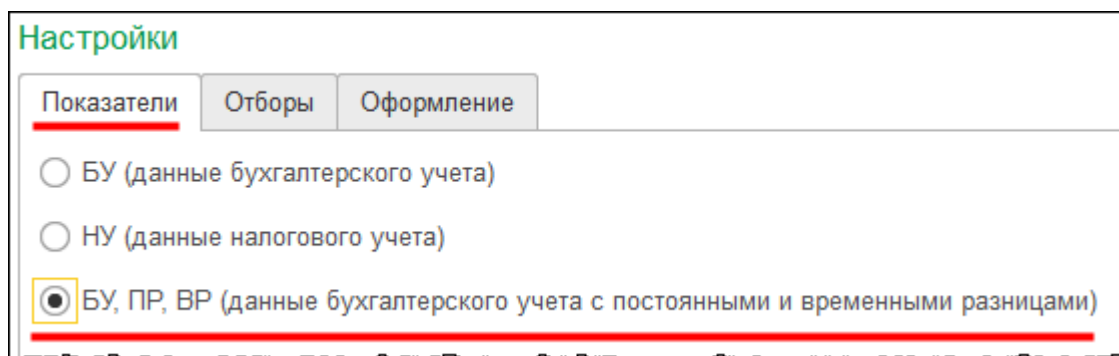 Настройки
Показатели Отборы Оформление
БУ (данные бухгалтерского учета)
НУ (данные налогового учета)
БУ, ПР, ВР (данные бухгалтерского учета с постоянными и временными разницами)